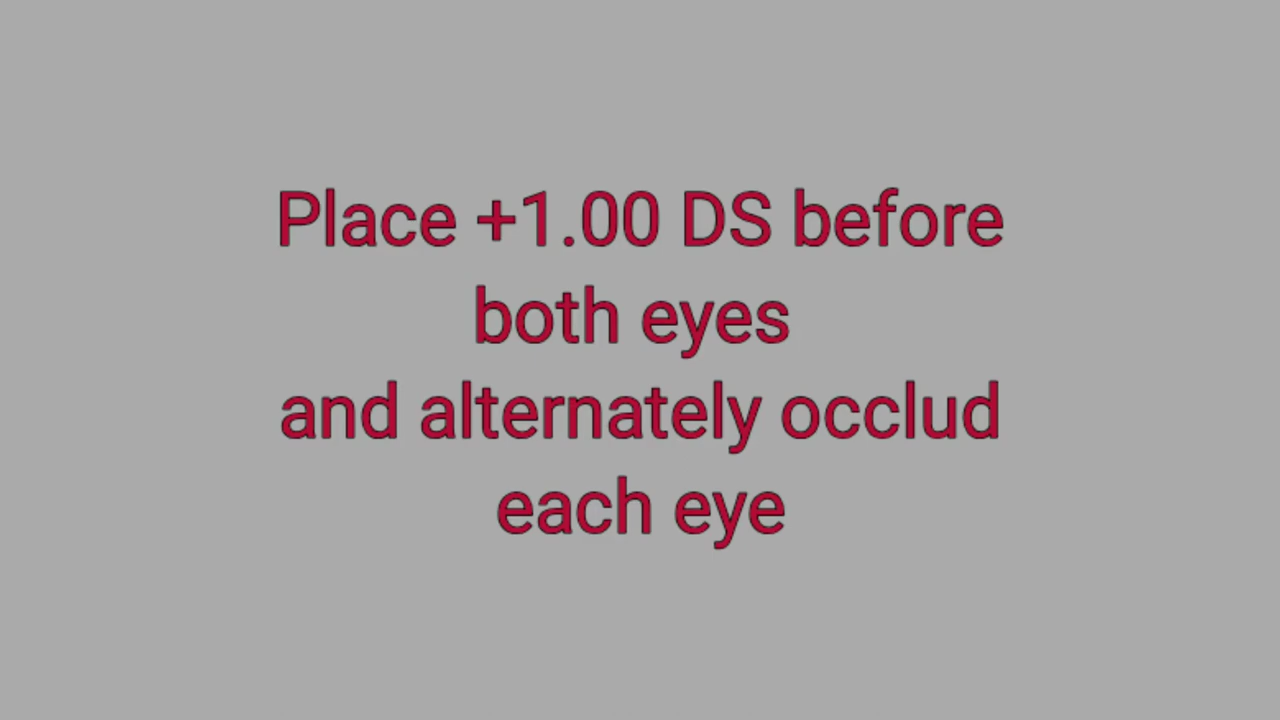 Place +1.00 DS before
both eyes
and alternately occlud
each eye